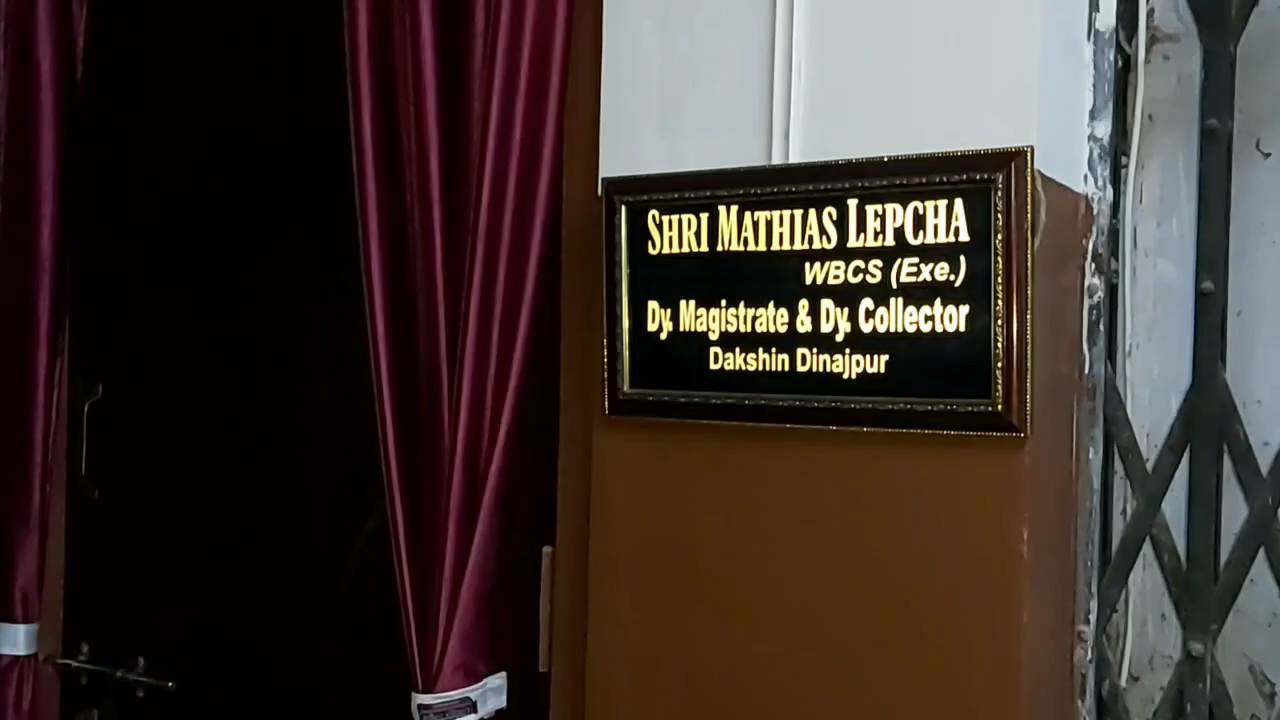 SHRI MATHIAS LEPCHA
WBCS (Exe.)
Dy. Magistrate & Dy. Collector
Dakshin Dinajpur